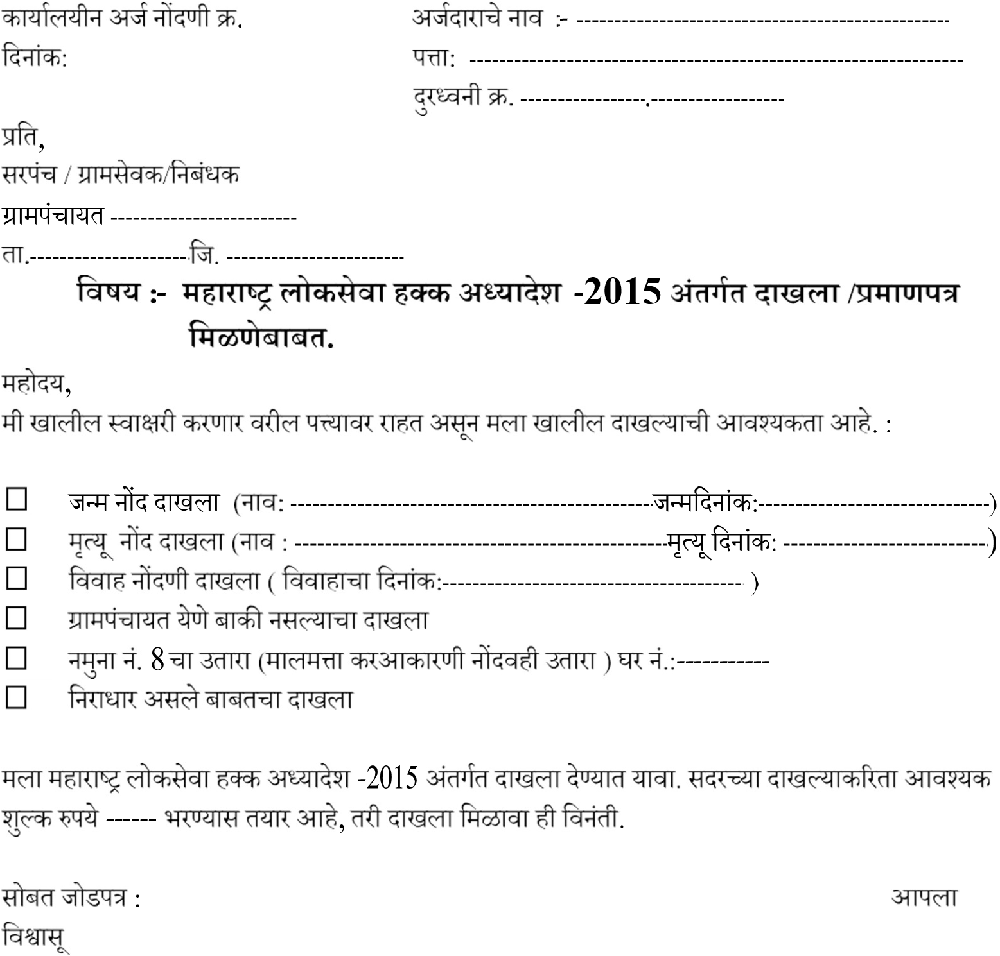 कार्यालयीन अर्ज नोंदणी क्र. अर्जदाराचे नाव :- --------------------------------------------------
दिनांक: पत्ता: ------------------------------------------------------------------
दुरध्वनी क्र. -----------------.------------------
प्रति,
सरपंच / ग्रामसेवक/निबंधक
ग्रामपंचायत -------------------------
ता.---------------------.जि. ------------------------
विषय :- महाराष्ट्र लोकसेवा हक्क अध्यादेश -2015 अंतर्गत दाखला /प्रमाणपत्र
मिळणेबाबत.
महोदय,
मी खालील स्वाक्षरी करणार वरील पत्त्यावर राहत असून मला खालील दाखल्याची आवश्यकता आहे. :
☐ जन्म नोंद दाखला (नाव: -------------------------------------------------जन्मदिनांक:-------------------------------)
☐ मृत्यू नोंद दाखला (नाव : --------------------------------------------------मृत्यू दिनांक: ----------------------------)
☐ विवाह नोंदणी दाखला ( विवाहाचा दिनांक:---------------------------------------- )
☐ ग्रामपंचायत येणे बाकी नसल्याचा दाखला
☐ नमुना नं. 8 चा उतारा (मालमत्ता करआकारणी नोंदवही उतारा ) घर नं.:-----------
☐ निराधार असले बाबतचा दाखला
मला महाराष्ट्र लोकसेवा हक्क अध्यादेश -2015 अंतर्गत दाखला देण्यात यावा. सदरच्या दाखल्याकरिता आवश्यक
शुल्क रुपये ------ भरण्यास तयार आहे, तरी दाखला मिळावा ही विनंती.
सोबत जोडपत्र : आपला
विश्वासू